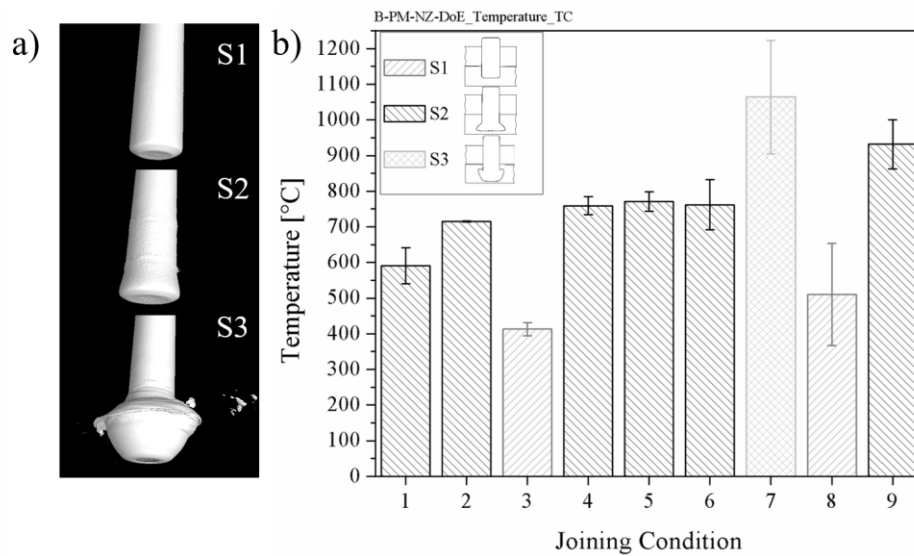 a)
S1
S2
S3
b)
B-PM-NZ-DoE_Temperature_TC
S1
S2
S3
Temperature [°C]
1200
1100
1000
900
800
700
600
500
400
300
200
100
0
1 2 3 4 5 6 7 8 9
Joining Condition